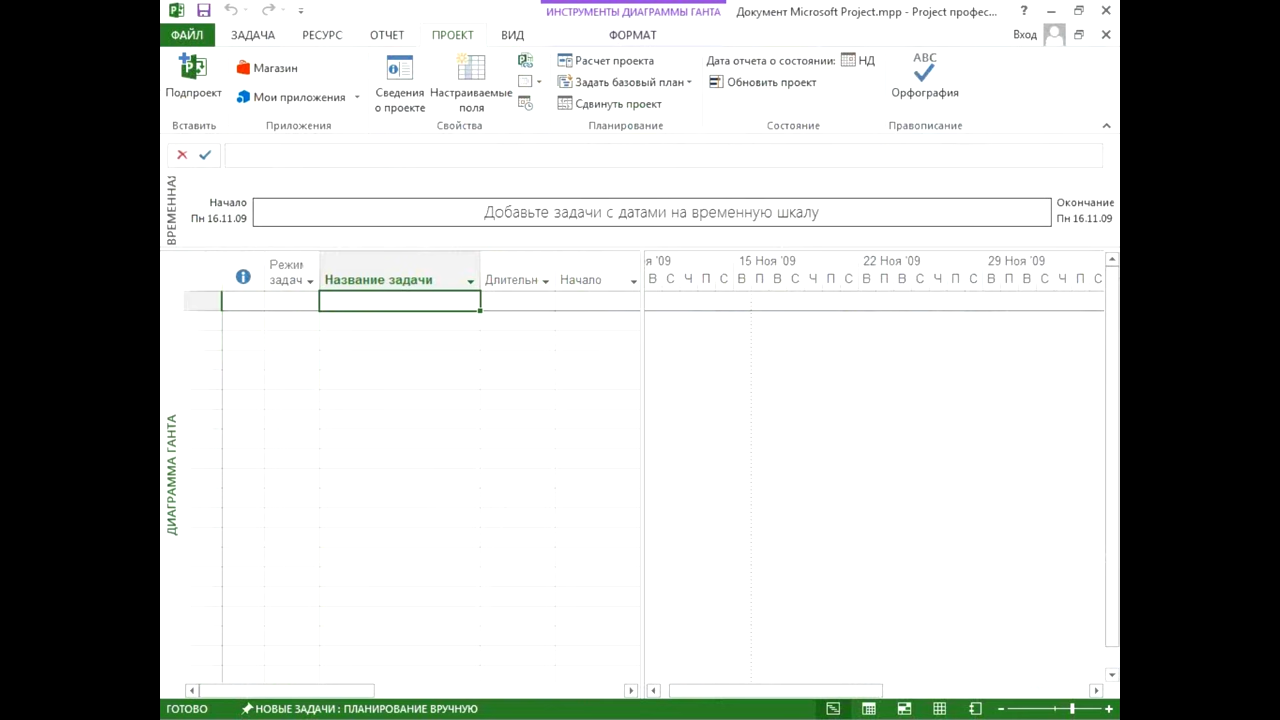 ИНСТРУМЕНТЫ ДИАГРАММЫ ГАНТА
Документ Microsoft Project.mpp - Project професс...
ФАЙЛ
ЗАДАЧА
РЕСУРС
ОТЧЕТ
ПРОЕКТ
ВИД
ФОРМАТ
Вход
Подпроект
Магазин
Мои приложения
Сведения
о проекте
Настраиваемые
поля
Расчет проекта
Задать базовый план
Сдвинуть проект
Дата отчета о состоянии: НД
Обновить проект
ABC
Орфография
Вставить
Приложения
Свойства
Планирование
Состояние
Правописание
Начало
Пн 16.11.09
Добавьте задачи с датами на временную шкалу
Окончание
Пн 16.11.09
Режим
задач
Название задачи
Длительн
Начало
я '09
15 Ноя '09
22 Ноя '09
29 Ноя '09
В С Ч П С В П В С Ч П С В П В С Ч П С В П В С Ч П С
ДИАГРАММА ГАНТА
ГОТОВО
НОВЫЕ ЗАДАЧИ : ПЛАНИРОВАНИЕ ВРУЧНУЮ